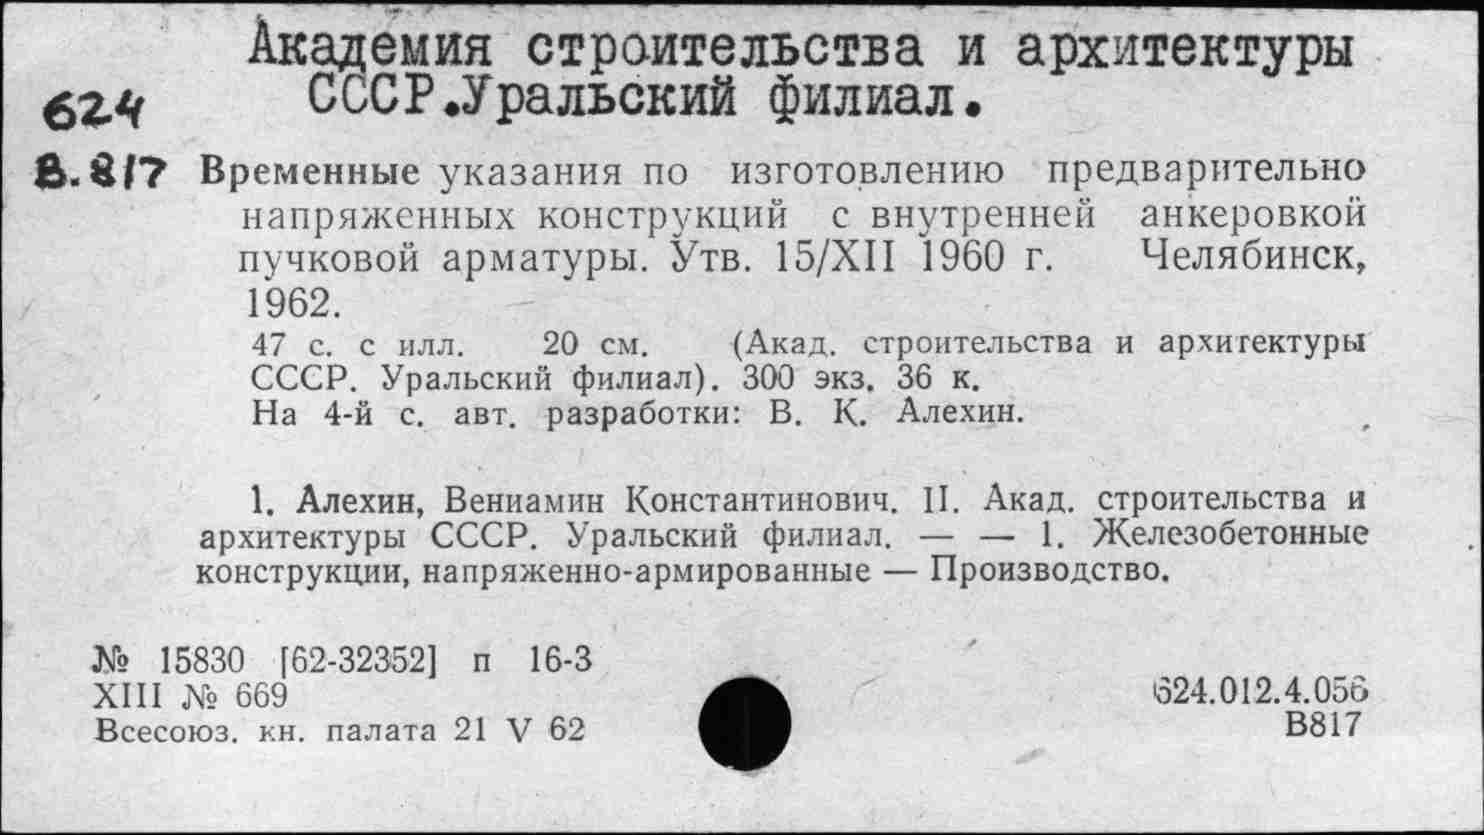 Академия строительства и архитектуры
СССР.Уральский филиал.
624
В.817
Временные указания по изготовлению предварительно
напряженных конструкций с внутренней анкеровкой
пучковой арматуры. Утв. 15/XII 1960 г. Челябинск,
1962.
47 с. с илл. 20 см. (Акад. строительства и архитектуры
СССР. Уральский филиал). 300 экз. 36 к.
На 4-й с. авт. разработки: В. К. Алехин.
1. Алехин, Вениамин Константинович. II. Акад. строительства и
архитектуры СССР. Уральский филиал. — — 1. Железобетонные
конструкции, напряженно-армированные — Производство.
№ 15830 [62-32352] п 16-3
XIII № 669
Всесоюз. кн. палата 21 V 62
624.012.4.056
В817